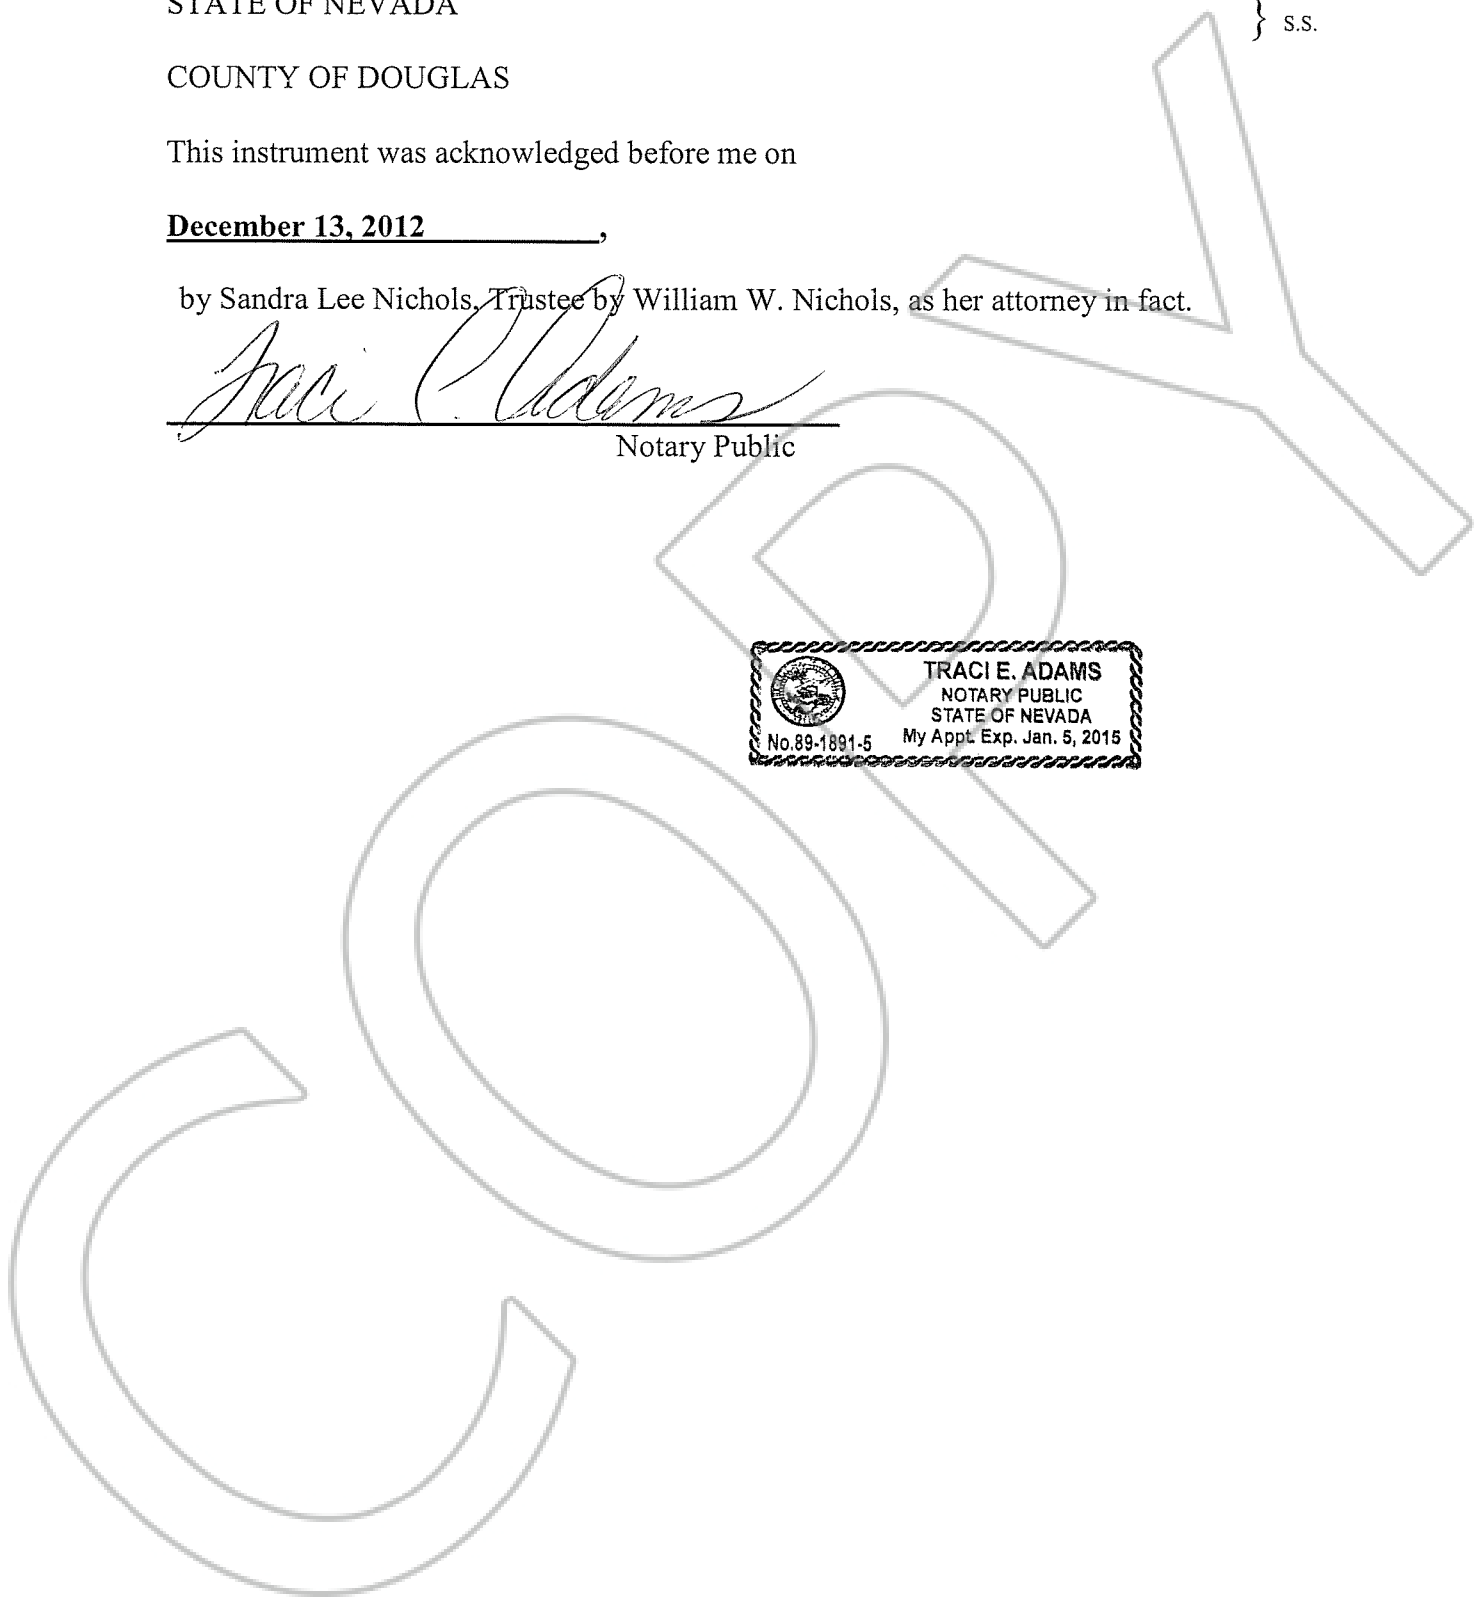 STATE OF NEVADA
} s.s.
COUNTY OF DOUGLAS
This instrument was acknowledged before me on
December 13, 2012 ,
by Sandra Lee Nichols, Trustee by William W. Nichols, as her attorney in fact.
Traci E. Adams
Notary Public
TRACI E. ADAMS
NOTARY PUBLIC
STATE OF NEVADA
No.89-1891-5 My Appt. Exp. Jan. 5, 2015
COPY